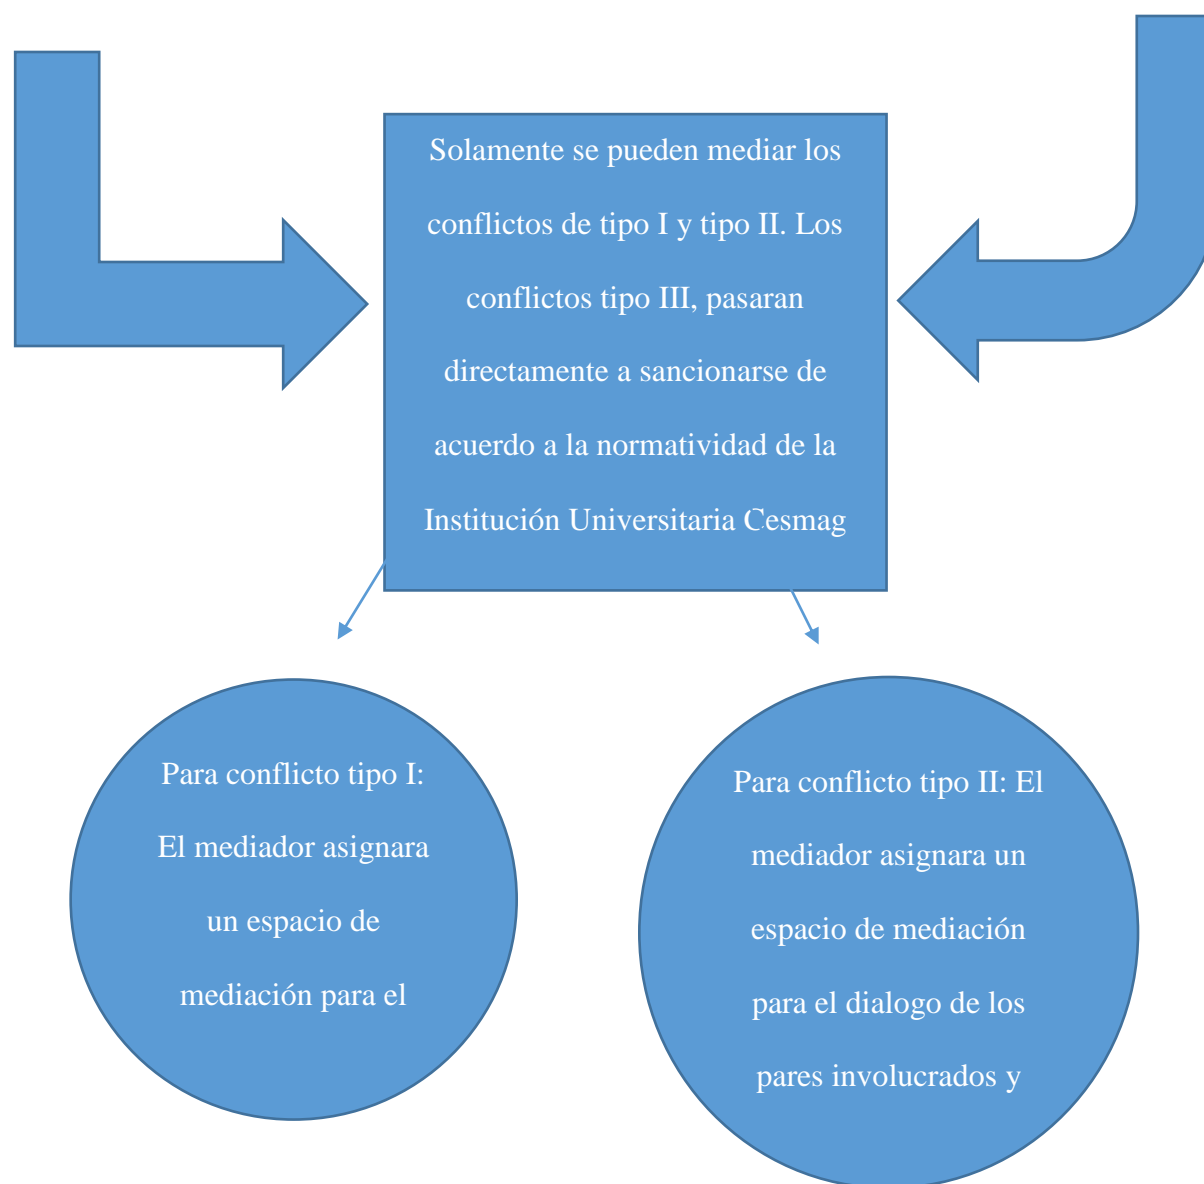 Solamente se pueden mediar los
conflictos de tipo I y tipo II. Los
conflictos tipo III, pasaran
directamente a sancionarse de
acuerdo a la normatividad de la
Institución Universitaria Cesmag
Para conflicto tipo I:
El mediador asignara
un espacio de
mediación para el
Para conflicto tipo II: El
mediador asignara un
espacio de mediación
para el dialogo de los
pares involucrados y